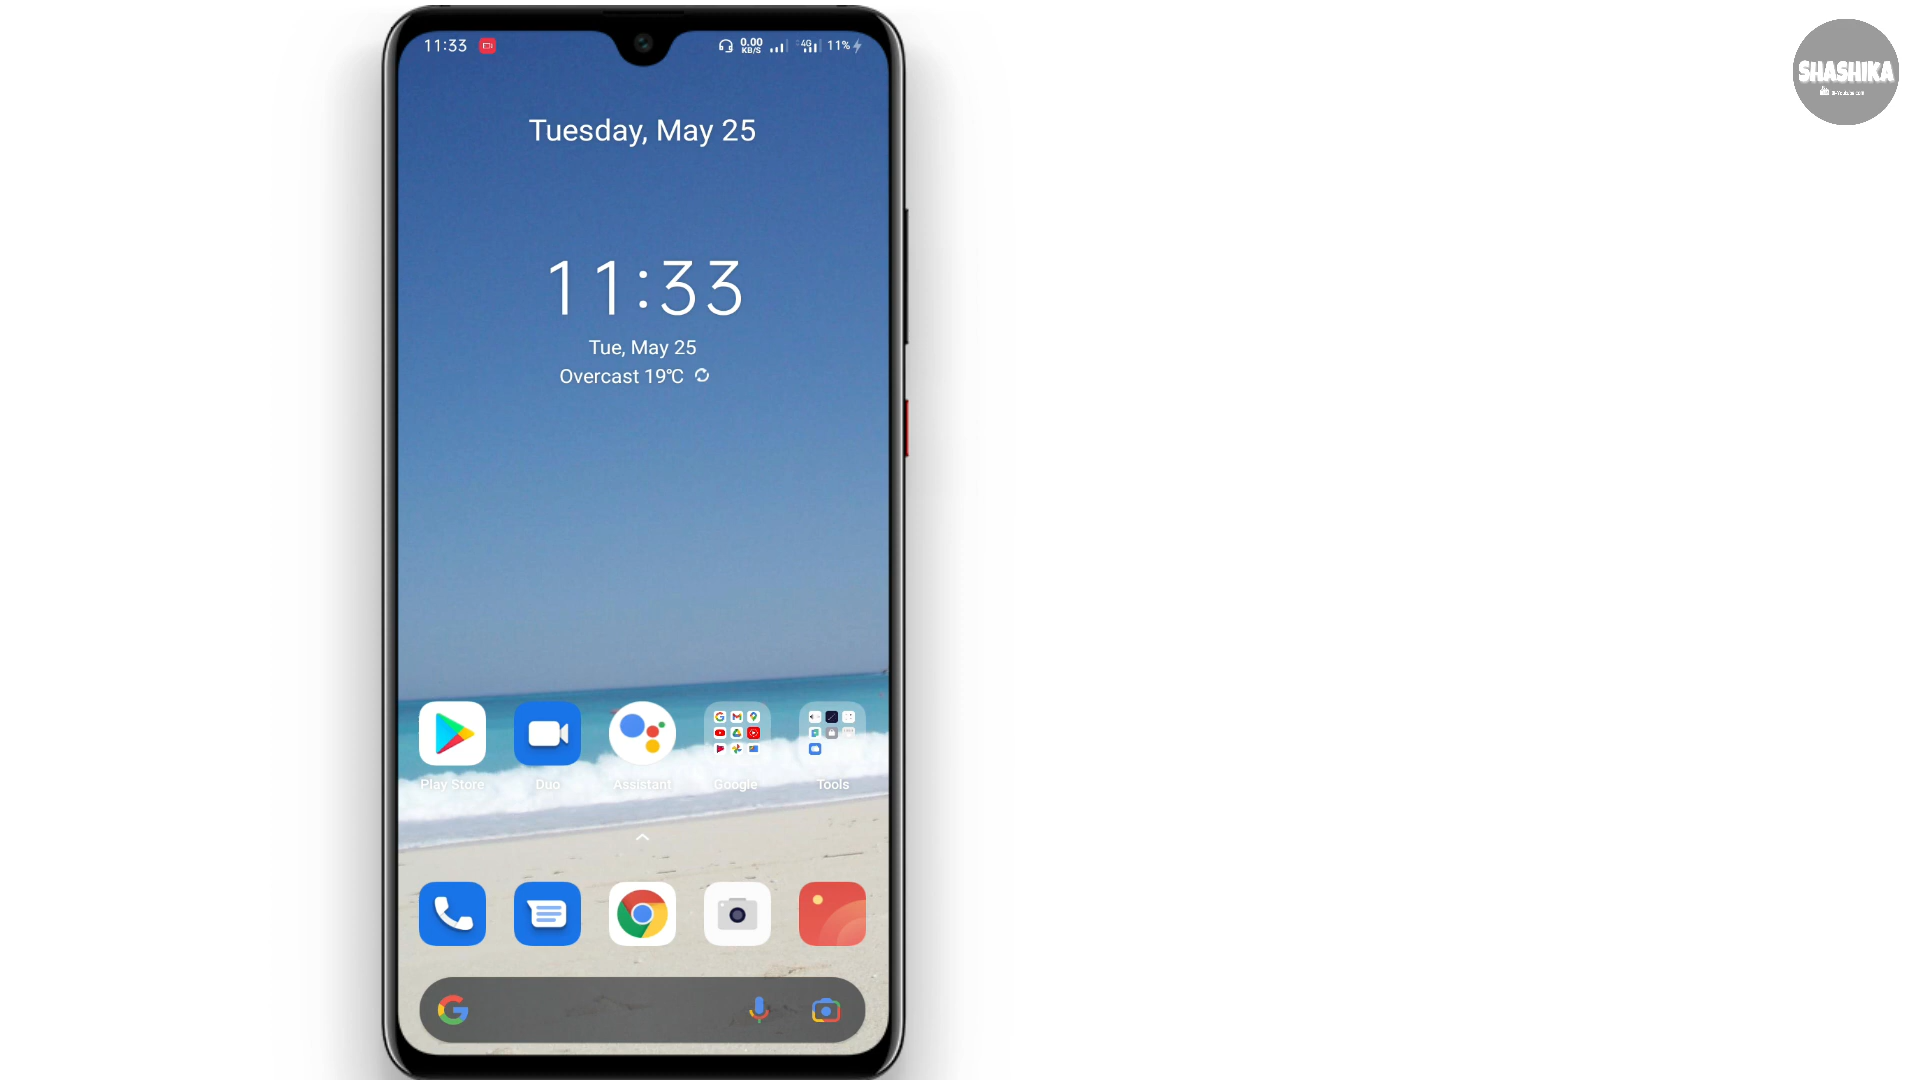 11:33
0.00
KB/S
4G
11%
Tuesday, May 25
11:33
Tue, May 25
Overcast 19℃
Play Store
Duo
Assistant
Google
Tools
SHASHIKA